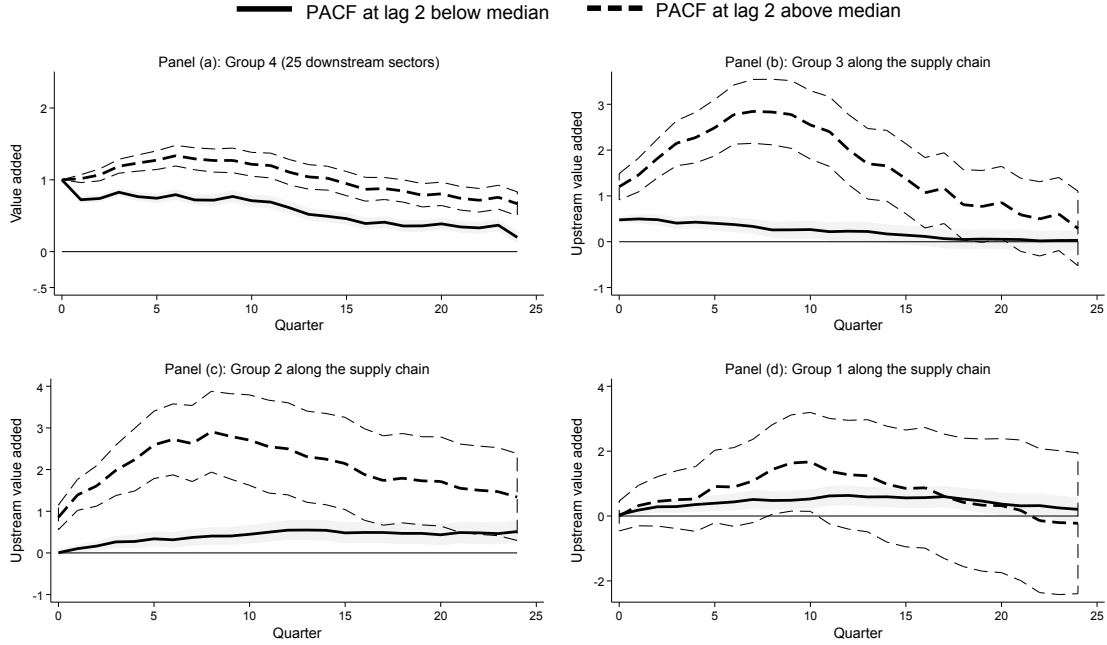 PACF at lag 2 below median
PACF at lag 2 above median
Panel (a): Group 4 (25 downstream sectors)
Value added
2
1
0
-.5
0 5 10 15 20 25
Quarter
Panel (b): Group 3 along the supply chain
Upstream value added
3
2
1
0
-1
0 5 10 15 20 25
Quarter
Panel (c): Group 2 along the supply chain
Upstream value added
4
3
2
1
0
-1
0 5 10 15 20 25
Quarter
Panel (d): Group 1 along the supply chain
Upstream value added
4
2
0
-2
0 5 10 15 20 25
Quarter